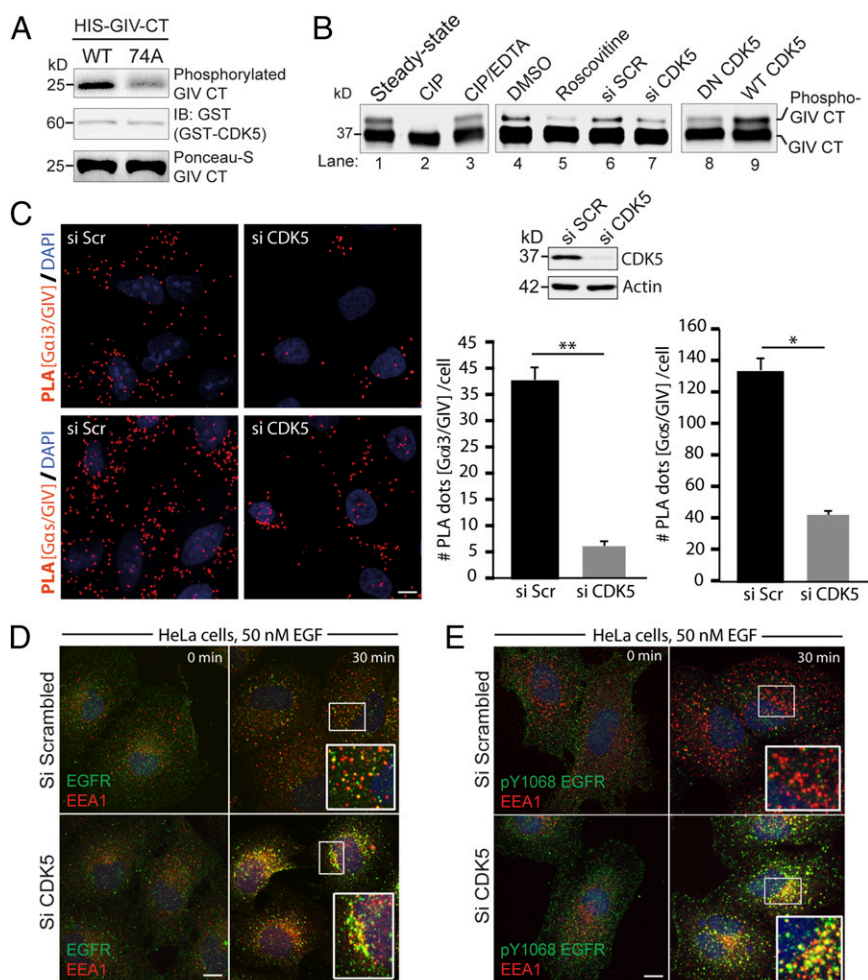 A
HIS-GIV-CT
WT 74A
kD
25
Phosphorylated
GIV CT
60
IB: GST
(GST-CDK5)
25
Ponceau-S
GIV CT
B
Steady-state
CIP
CIP/EDTA
DMSO
Roscovitine
si SCR
si CDK5
DN CDK5
WT CDK5
kD
37
Phospho-
GIV CT
GIV CT
Lane: 1 2 3 4 5 6 7 8 9
C
si Scr
si CDK5
PLA [Gαi3/GIV] / DAPI
si Scr
si CDK5
PLA [Gαs/GIV] / DAPI
si SCR
si CDK5
kD
37
CDK5
42
Actin
# PLA dots [Gαi3/GIV] /cell
45
45
35
30
25
20
15
10
5
0
**
si Scr si CDK5
# PLA dots [Gαs/GIV] /cell
160
140
120
100
80
60
40
20
0
*
si Scr si CDK5
D
HeLa cells, 50 nM EGF
0 min
30 min
Si Scrambled
EGFR
EEA1
Si CDK5
EGFR
EEA1
E
HeLa cells, 50 nM EGF
0 min
30 min
Si Scrambled
pY1068 EGFR
EEA1
Si CDK5
pY1068 EGFR
EEA1